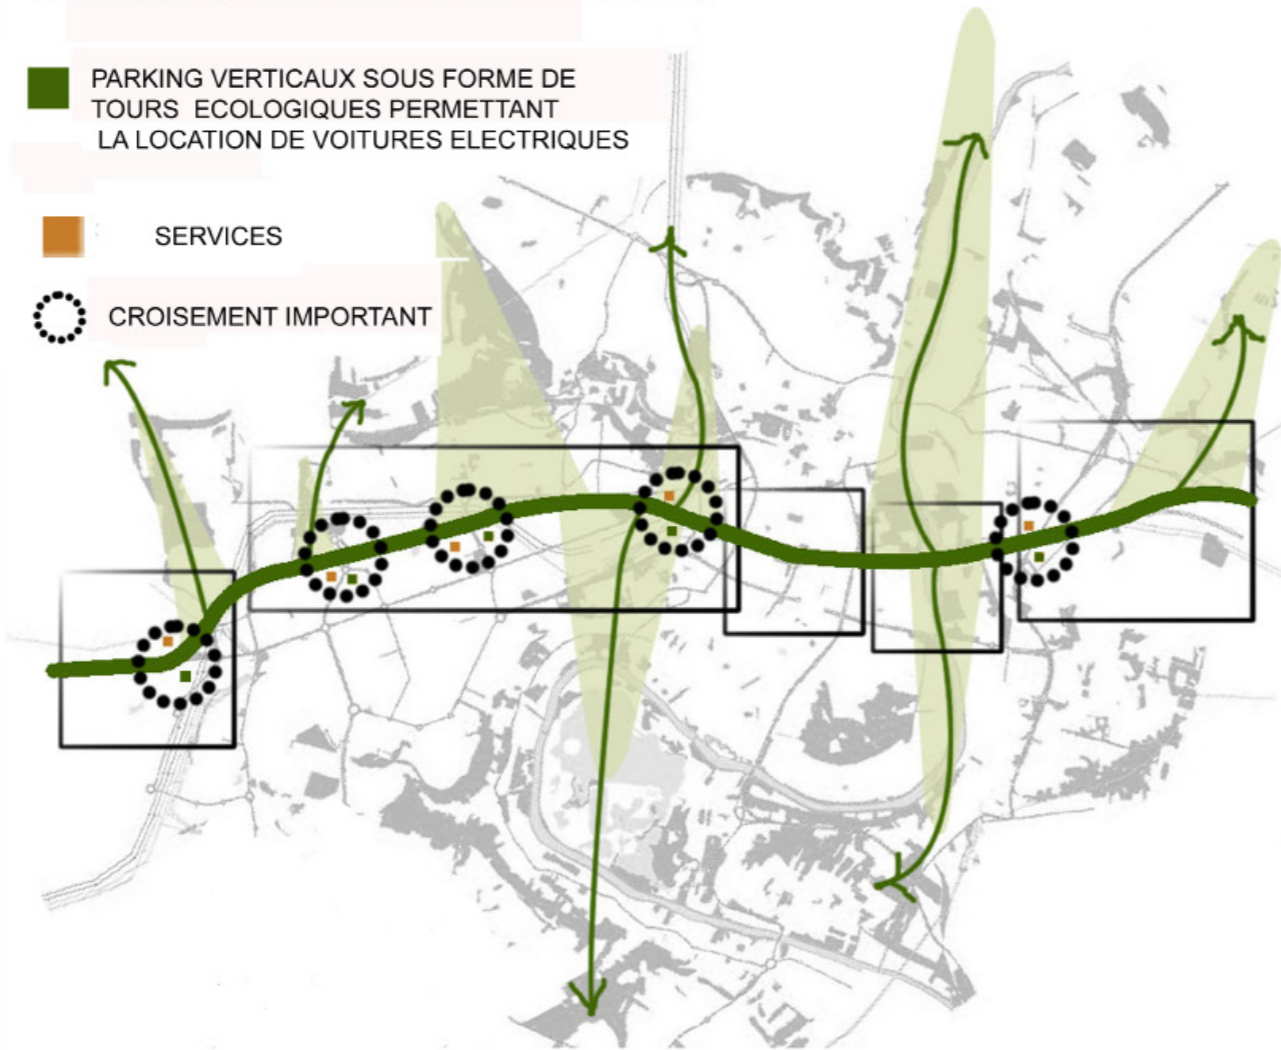 PARKING VERTICAUX SOUS FORME DE
TOURS ECOLOGIQUES PERMETTANT
LA LOCATION DE VOITURES ELECTRIQUES
SERVICES
CROISEMENT IMPORTANT